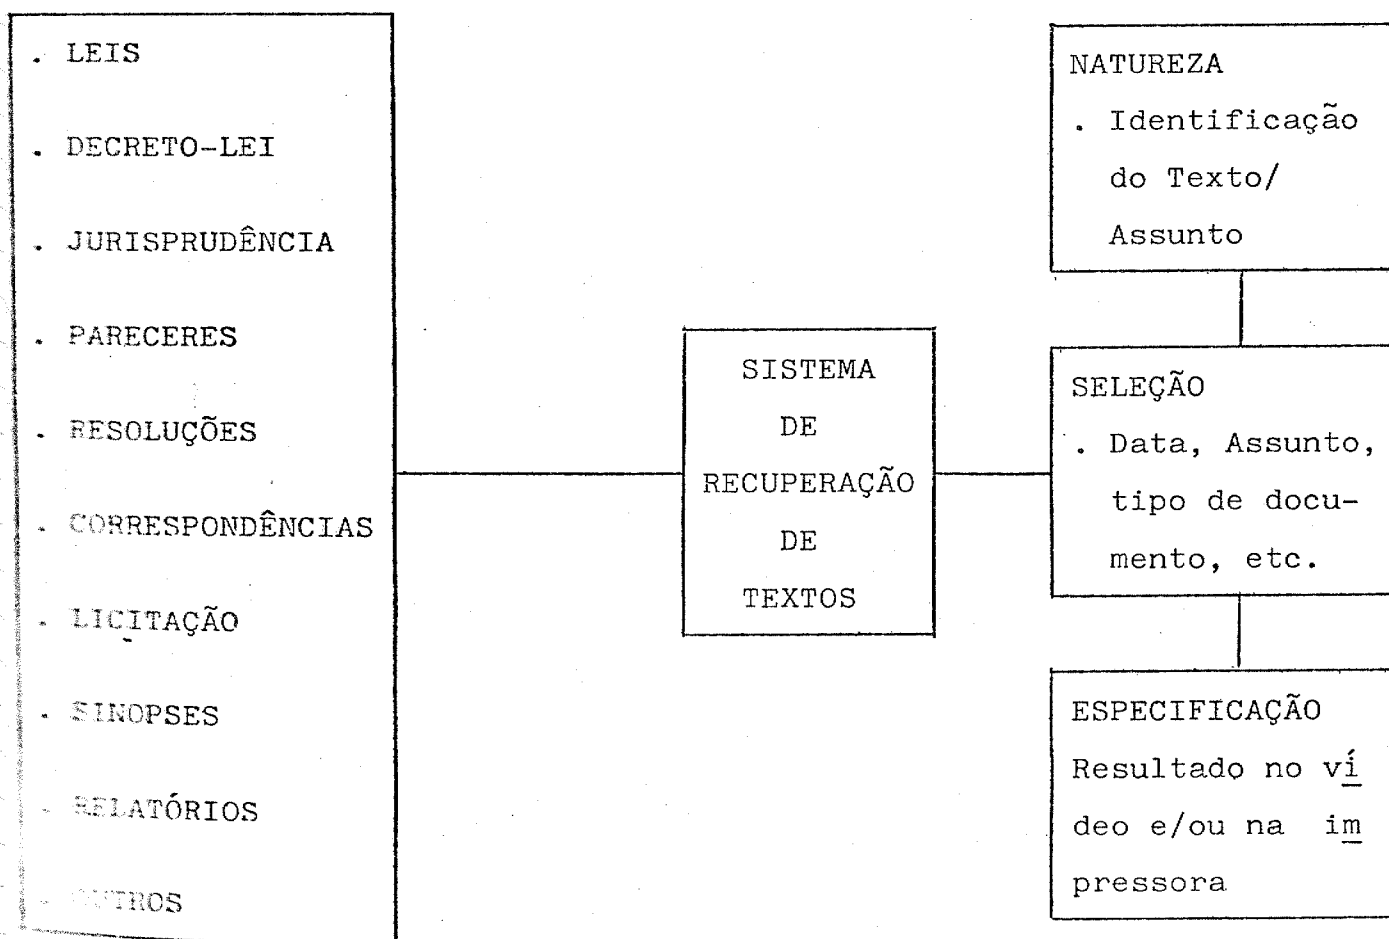 . LEIS
. DECRETO-LEI
. JURISPRUDÊNCIA
. PARECERES
. RESOLUÇÕES
. CORRESPONDÊNCIAS
. LICITAÇÃO
. SINOPSES
. RELATÓRIOS
. OUTROS
SISTEMA
DE
RECUPERAÇÃO
DE
TEXTOS
NATUREZA
. Identificação
do Texto/
Assunto
SELEÇÃO
. Data, Assunto,
tipo de docu-
mento, etc.
ESPECIFICAÇÃO
Resultado no ví
deo e/ou na im
pressora